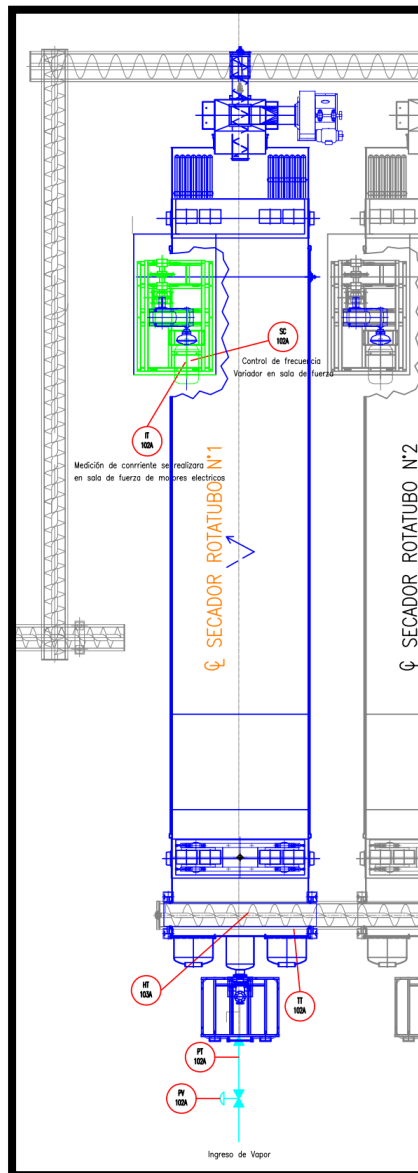 SC
102A
Control de frecuencia
Variador en sala de fuerza
IT
102A
Medición de conrriente se realizara
en sala de fuerza de motores electricos
℄ SECADOR ROTATUBO N°1
℄ SECADOR ROTATUBO N°2
HT
103A
TT
102A
PT
102A
PV
102A
Ingreso de Vapor